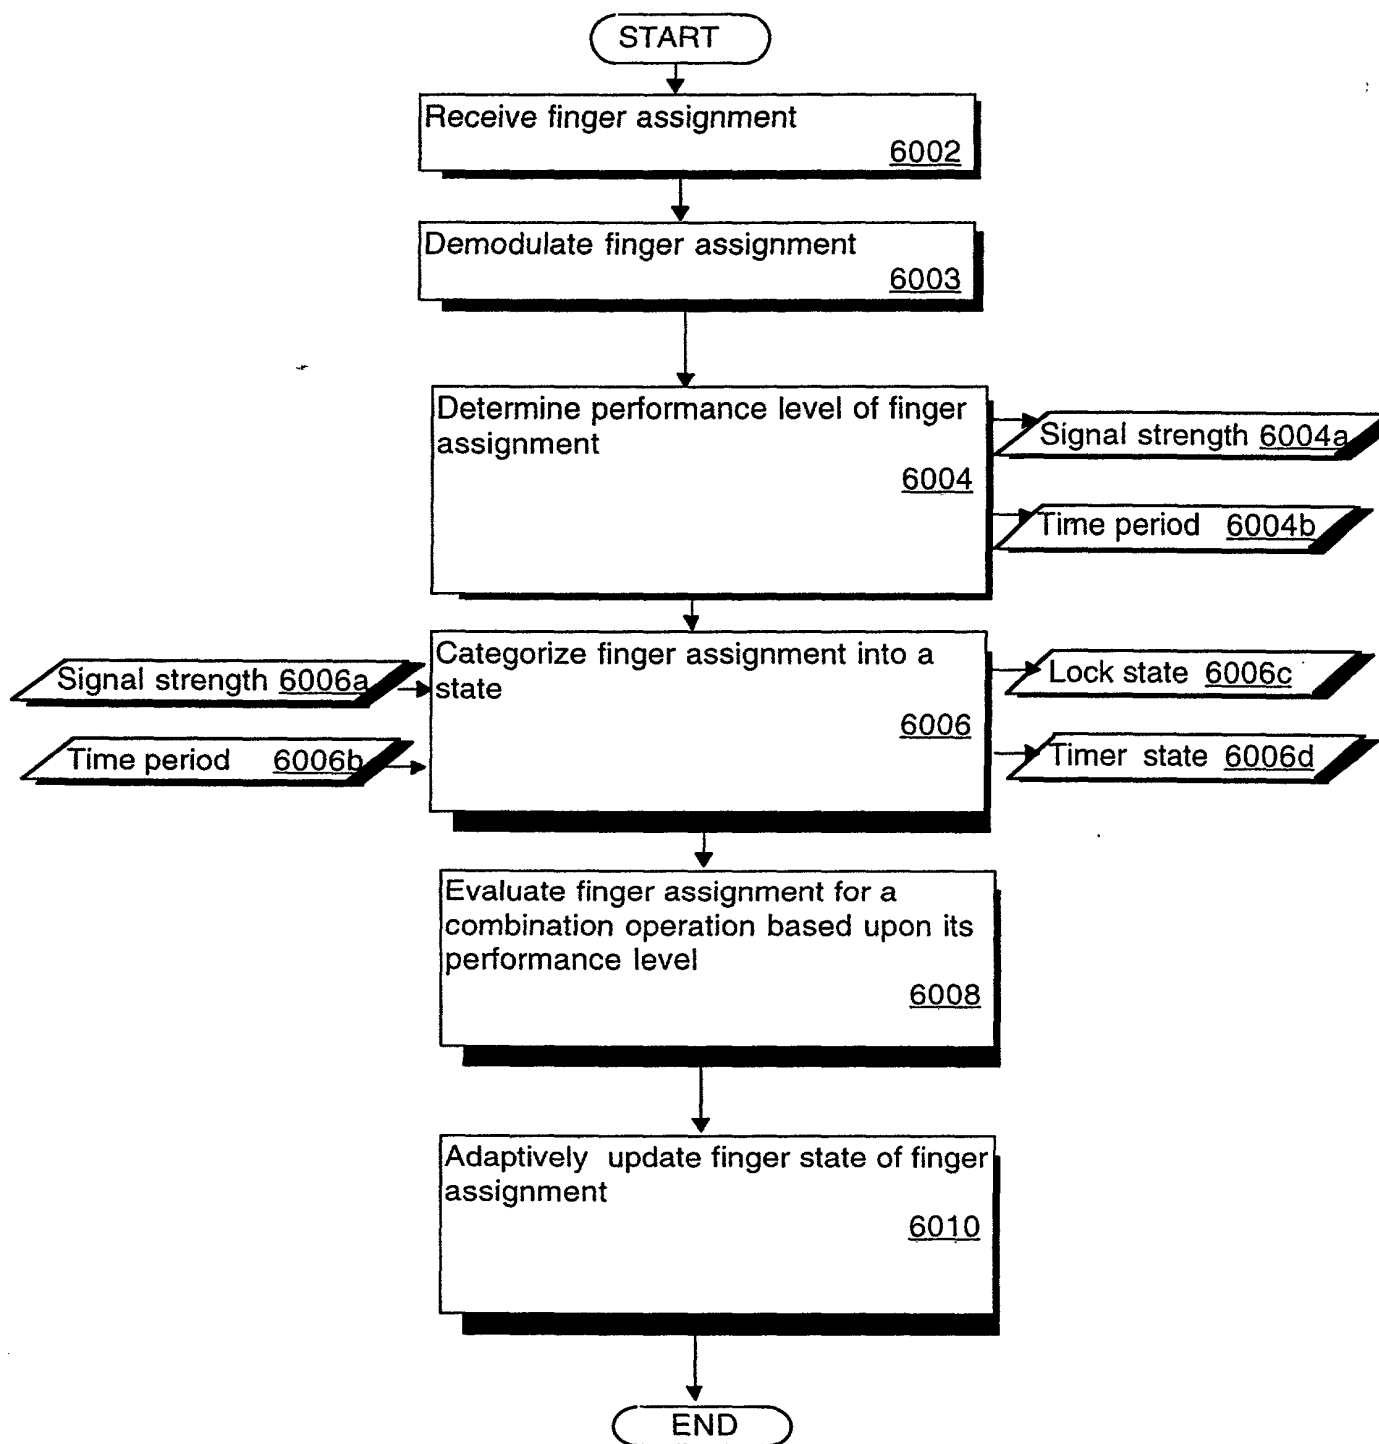 START
Receive finger assignment
6002
Demodulate finger assignment
6003
Determine performance level of finger
assignment
6004
Signal strength 6004a
Time period 6004b
Categorize finger assignment into a
state
6006
Signal strength 6006a
Time period 6006b
Lock state 6006c
Timer state 6006d
Evaluate finger assignment for a
combination operation based upon its
performance level
6008
Adaptively update finger state of finger
assignment
6010
END